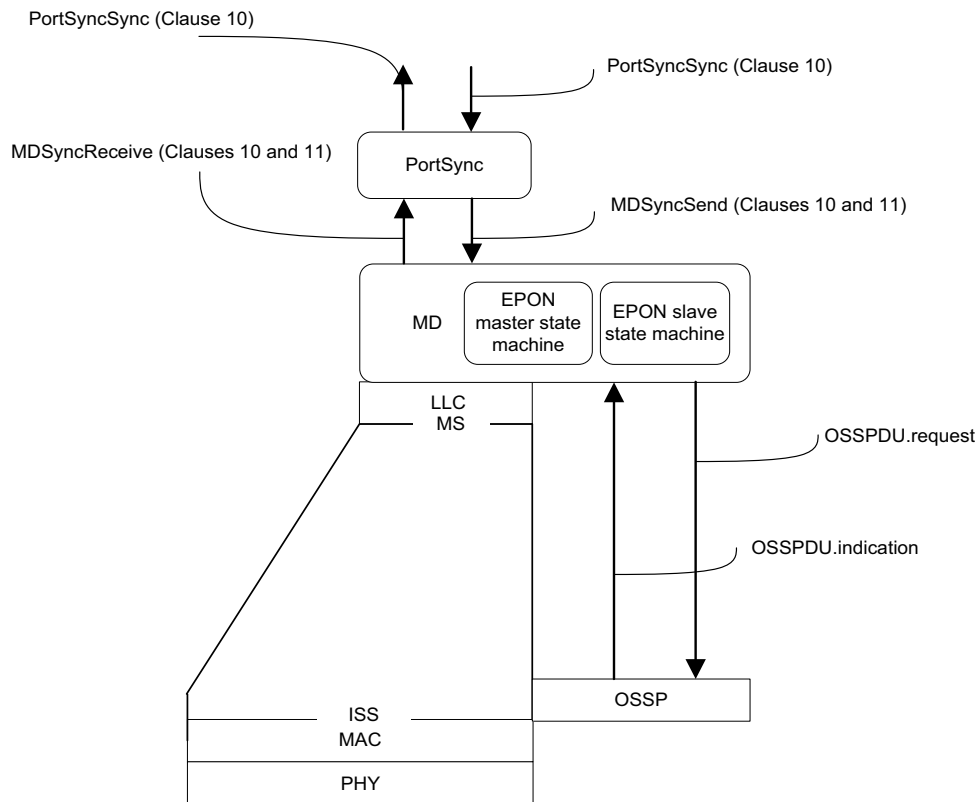 PortSyncSync (Clause 10)
PortSyncSync (Clause 10)
MDSyncReceive (Clauses 10 and 11)
PortSync
MDSyncSend (Clauses 10 and 11)
MD
EPON
master state
machine
EPON slave
state machine
LLC
MS
OSSPDU.request
OSSPDU.indication
OSSP
ISS
MAC
PHY